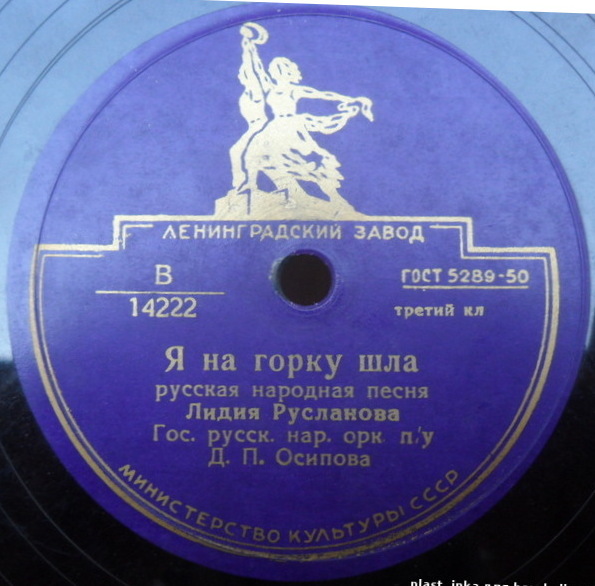 ЛЕНИНГРАДСКИЙ ЗАВОД
В
14222
ГОСТ 5289-50
третий кл
Я на горку шла
русская народная песня
Лидия Русланова
Гос. русск. нар. орк п/у
Д. П. Осипова
МИНИСТЕРСТВО КУЛЬТУРЫ СССР